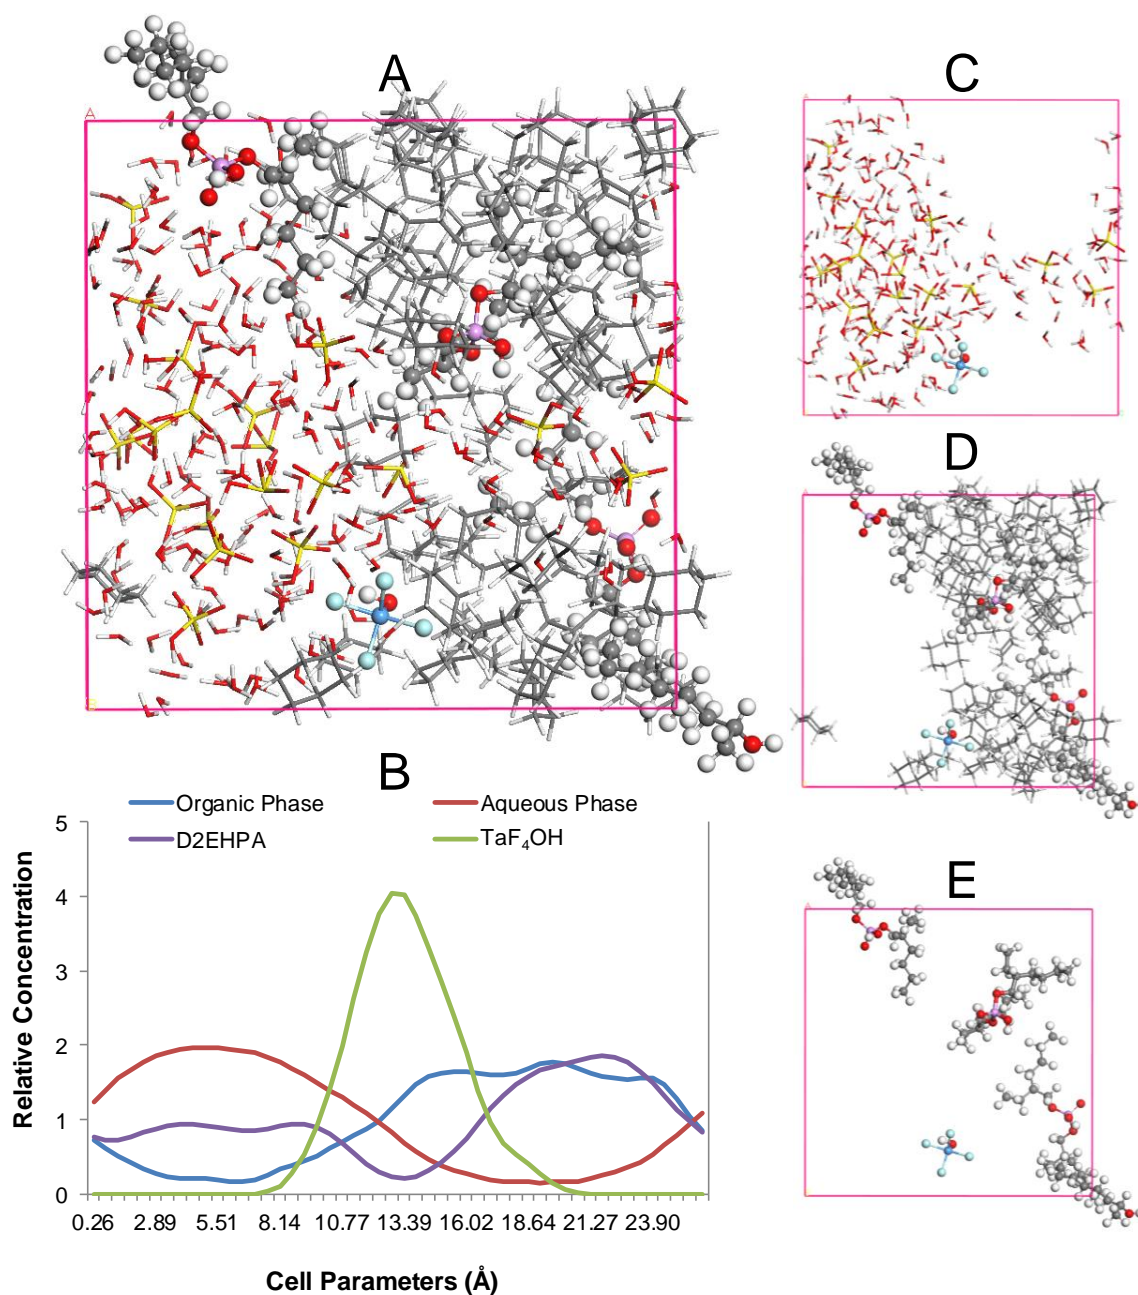 A
C
D
B
Organic Phase
Aqueous Phase
D2EHPA
TaF₄OH
5
4
3
2
1
0
Relative Concentration
0.26 2.89 5.51 8.14 10.77 13.39 16.02 18.64 21.27 23.90
Cell Parameters (Å)
E